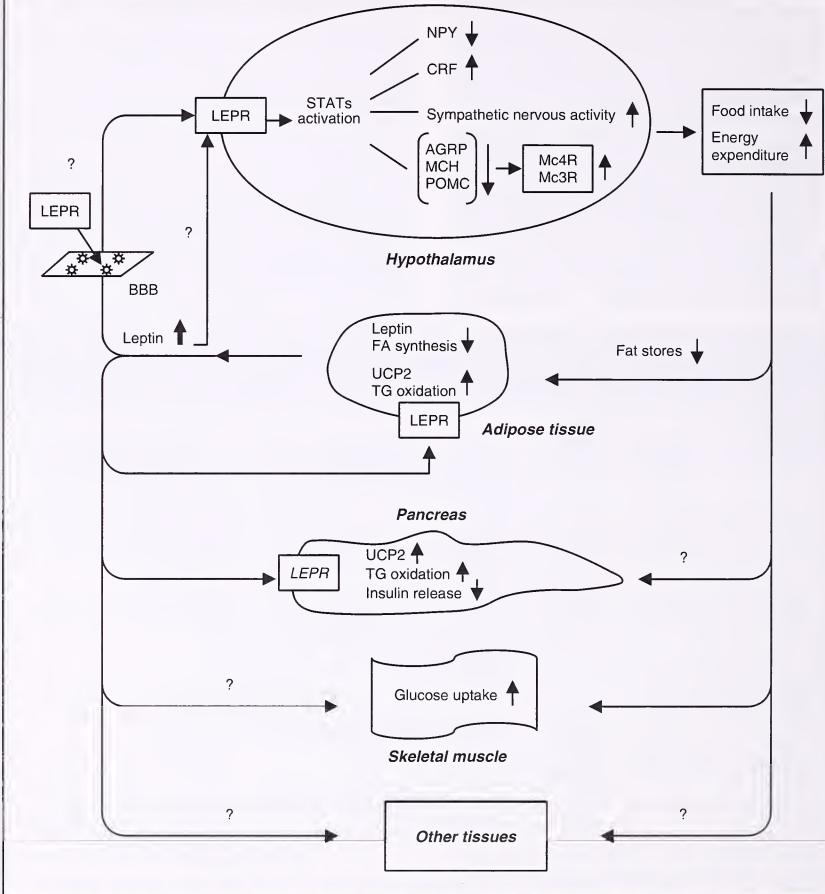 NPY
CRF
LEPR
STATs
activation
Sympathetic nervous activity
AGRP
MCH
POMC
Mc4R
Mc3R
Food intake
Energy
expenditure
?
LEPR
?
BBB
Hypothalamus
Leptin
Leptin
FA synthesis
UCP2
TG oxidation
LEPR
Fat stores
Adipose tissue
Pancreas
LEPR
UCP2
TG oxidation
Insulin release
?
?
Glucose uptake
Skeletal muscle
?
Other tissues
?